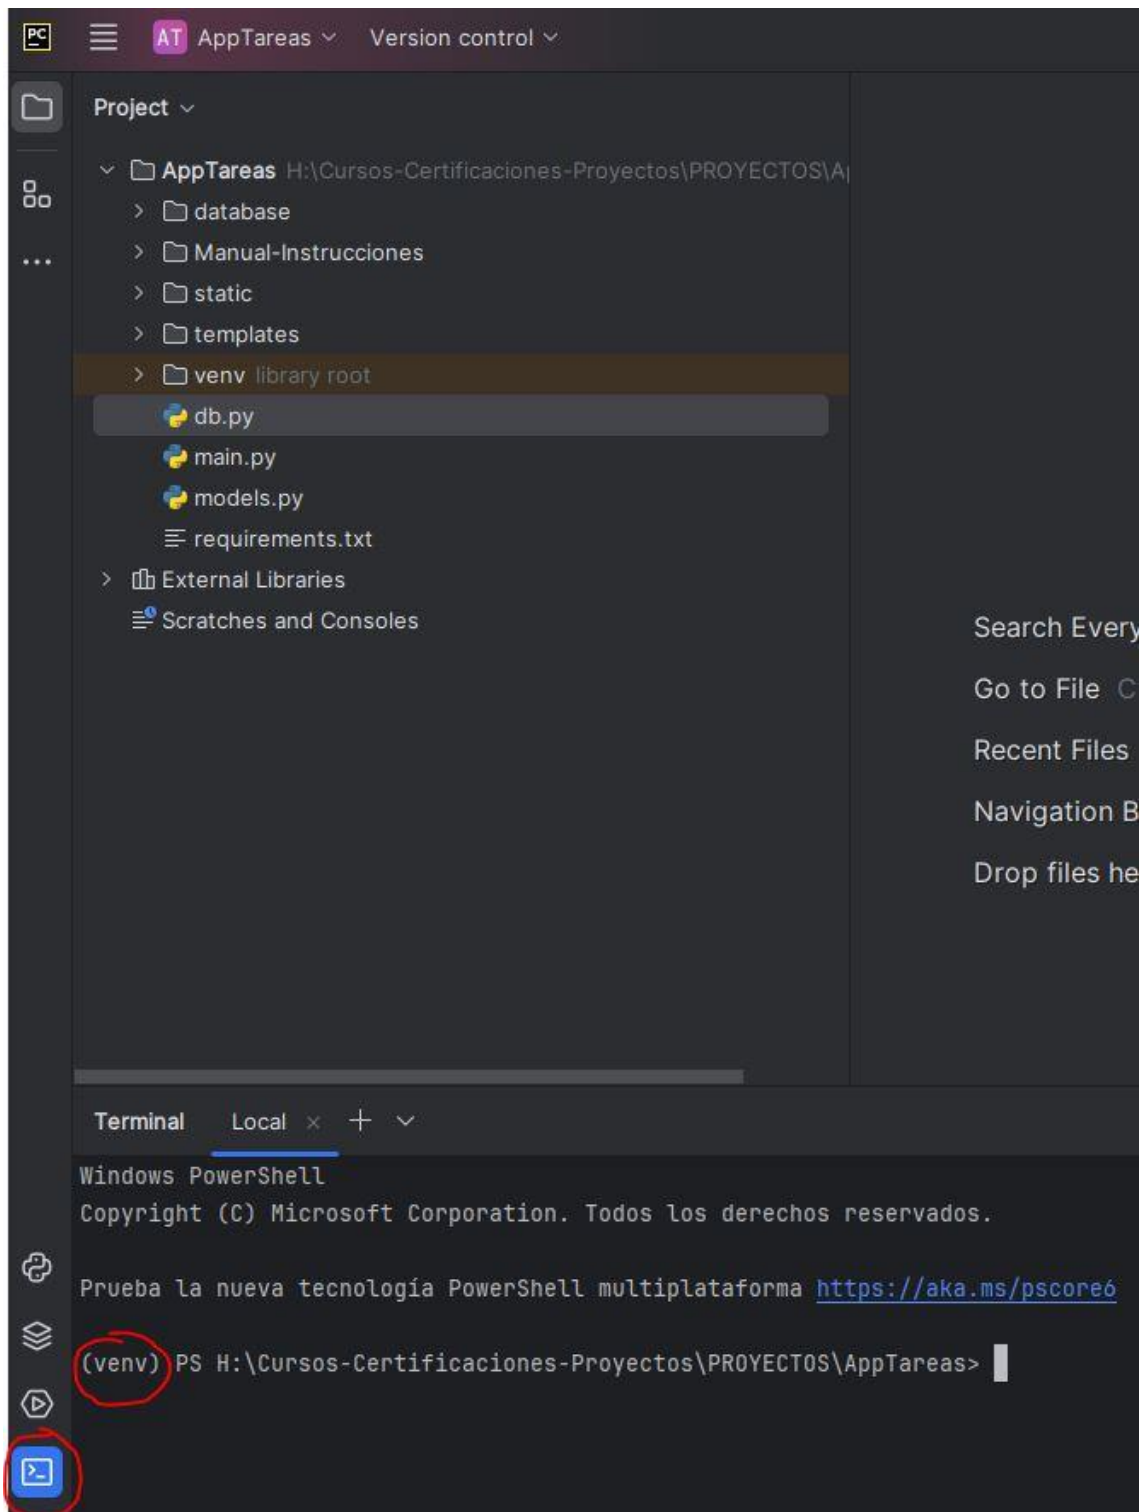 PC AT AppTareas Version control
Project
AppTareas H:\Cursos-Certificaciones-Proyectos\PROYECTOS\A
database
Manual-Instrucciones
static
templates
venv library root
db.py
main.py
models.py
requirements.txt
External Libraries
Scratches and Consoles
Search Every
Go to File C
Recent Files
Navigation B
Drop files he
Terminal Local × +
Windows PowerShell
Copyright (C) Microsoft Corporation. Todos los derechos reservados.
Prueba la nueva tecnología PowerShell multiplataforma https://aka.ms/pscore6
(venv) PS H:\Cursos-Certificaciones-Proyectos\PROYECTOS\AppTareas>